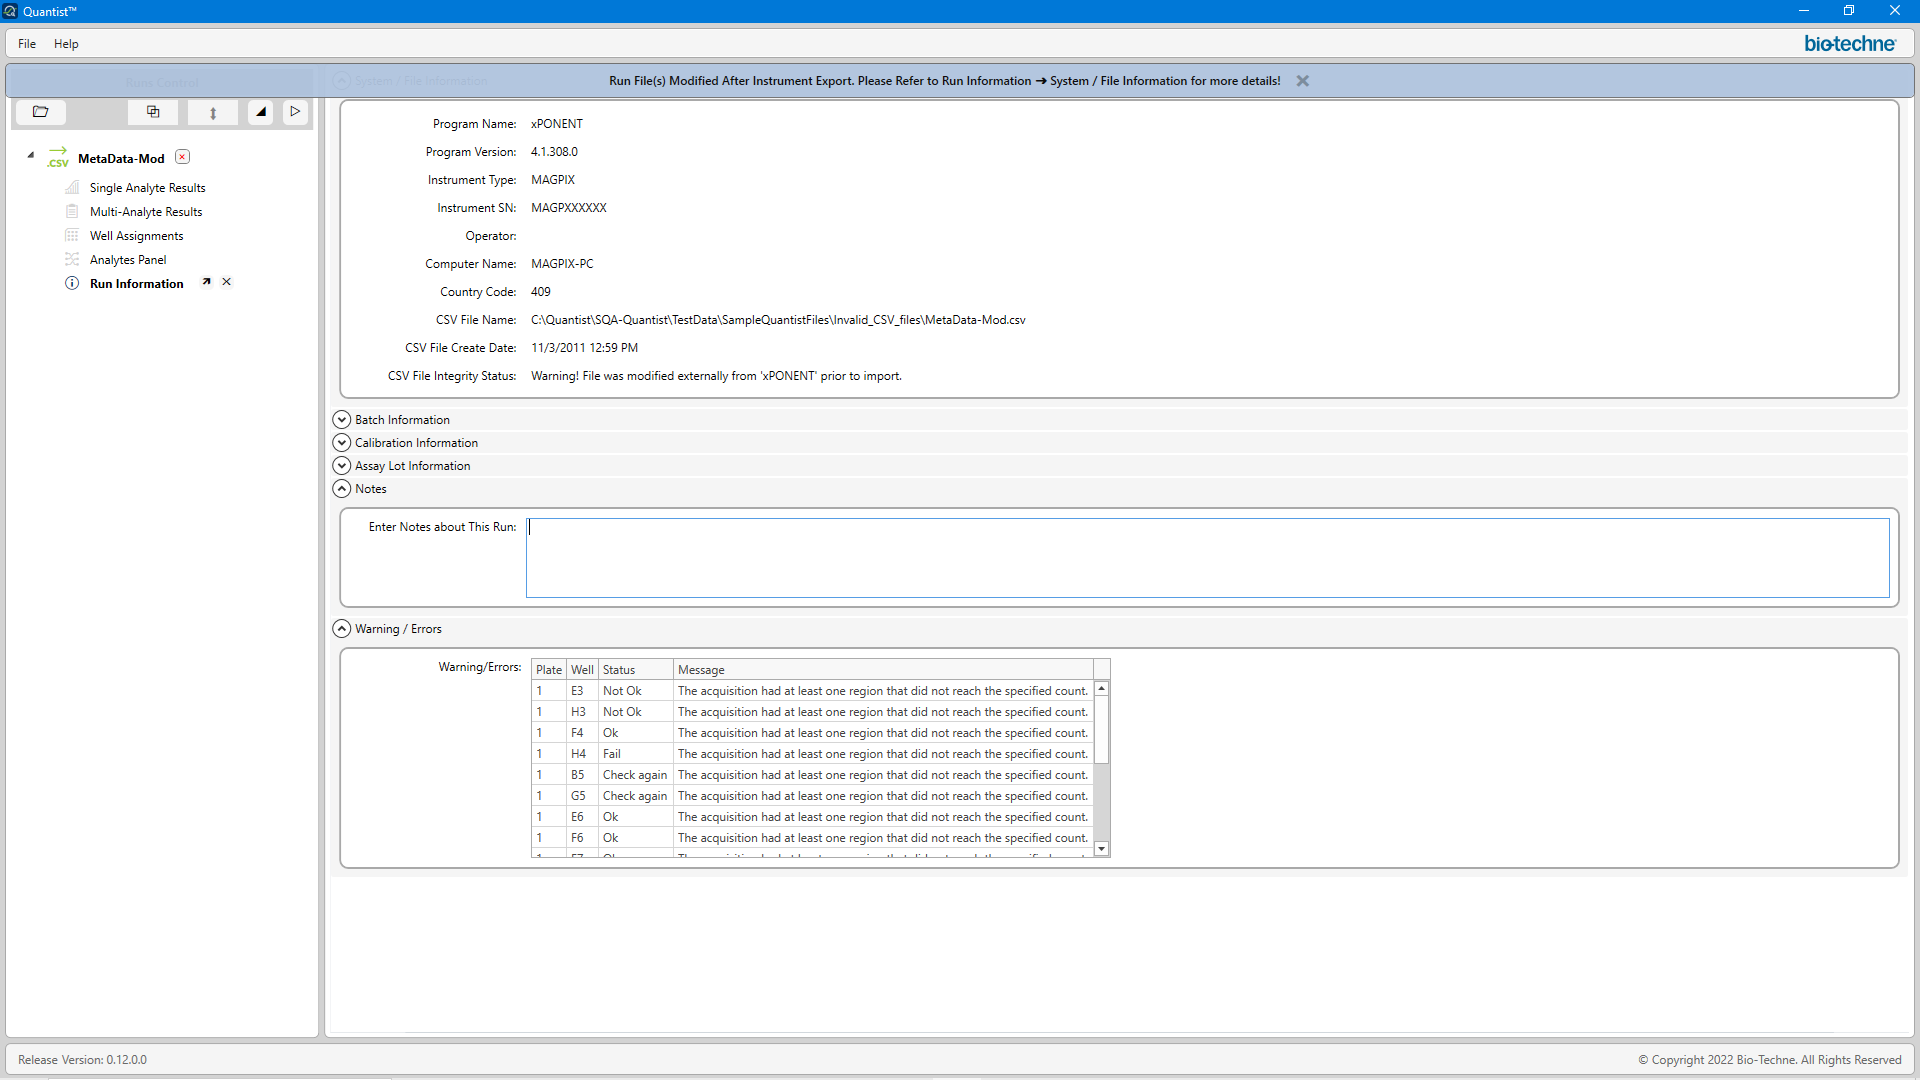 Quantist™
File Help
bio-techne
Runs Control
System / File Information
Run File(s) Modified After Instrument Export. Please Refer to Run Information ➔ System / File Information for more details!
MetaData-Mod
Single Analyte Results
Multi-Analyte Results
Well Assignments
Analytes Panel
Run Information
Program Name: xPONENT
Program Version: 4.1.308.0
Instrument Type: MAGPIX
Instrument SN: MAGPXXXXXX
Operator:
Computer Name: MAGPIX-PC
Country Code: 409
CSV File Name: C:\Quantist\SQA-Quantist\TestData\SampleQuantistFiles\Invalid_CSV_files\MetaData-Mod.csv
CSV File Create Date: 11/3/2011 12:59 PM
CSV File Integrity Status: Warning! File was modified externally from 'xPONENT' prior to import.
Batch Information
Calibration Information
Assay Lot Information
Notes
Enter Notes about This Run:
Warning / Errors
Warning/Errors:
Plate Well Status Message
1 E3 Not Ok The acquisition had at least one region that did not reach the specified count.
1 H3 Not Ok The acquisition had at least one region that did not reach the specified count.
1 F4 Ok The acquisition had at least one region that did not reach the specified count.
1 H4 Fail The acquisition had at least one region that did not reach the specified count.
1 B5 Check again The acquisition had at least one region that did not reach the specified count.
1 G5 Check again The acquisition had at least one region that did not reach the specified count.
1 E6 Ok The acquisition had at least one region that did not reach the specified count.
1 F6 Ok The acquisition had at least one region that did not reach the specified count.
Release Version: 0.12.0.0
© Copyright 2022 Bio-Techne. All Rights Reserved